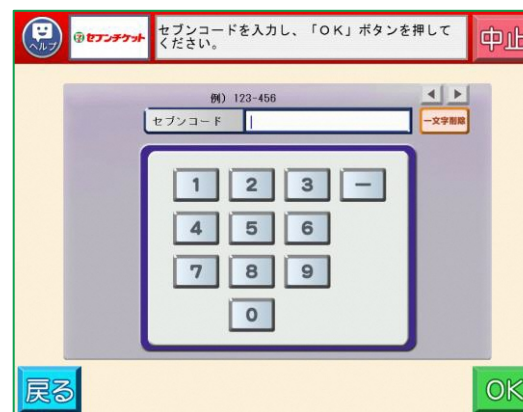 ヘルプ
セブンチケット
セブンコードを入力し、「OK」ボタンを押して
ください。
中止
例) 123-456
セブンコード
一文字削除
1 2 3 ー
4 5 6
7 8 9
0
戻る
OK